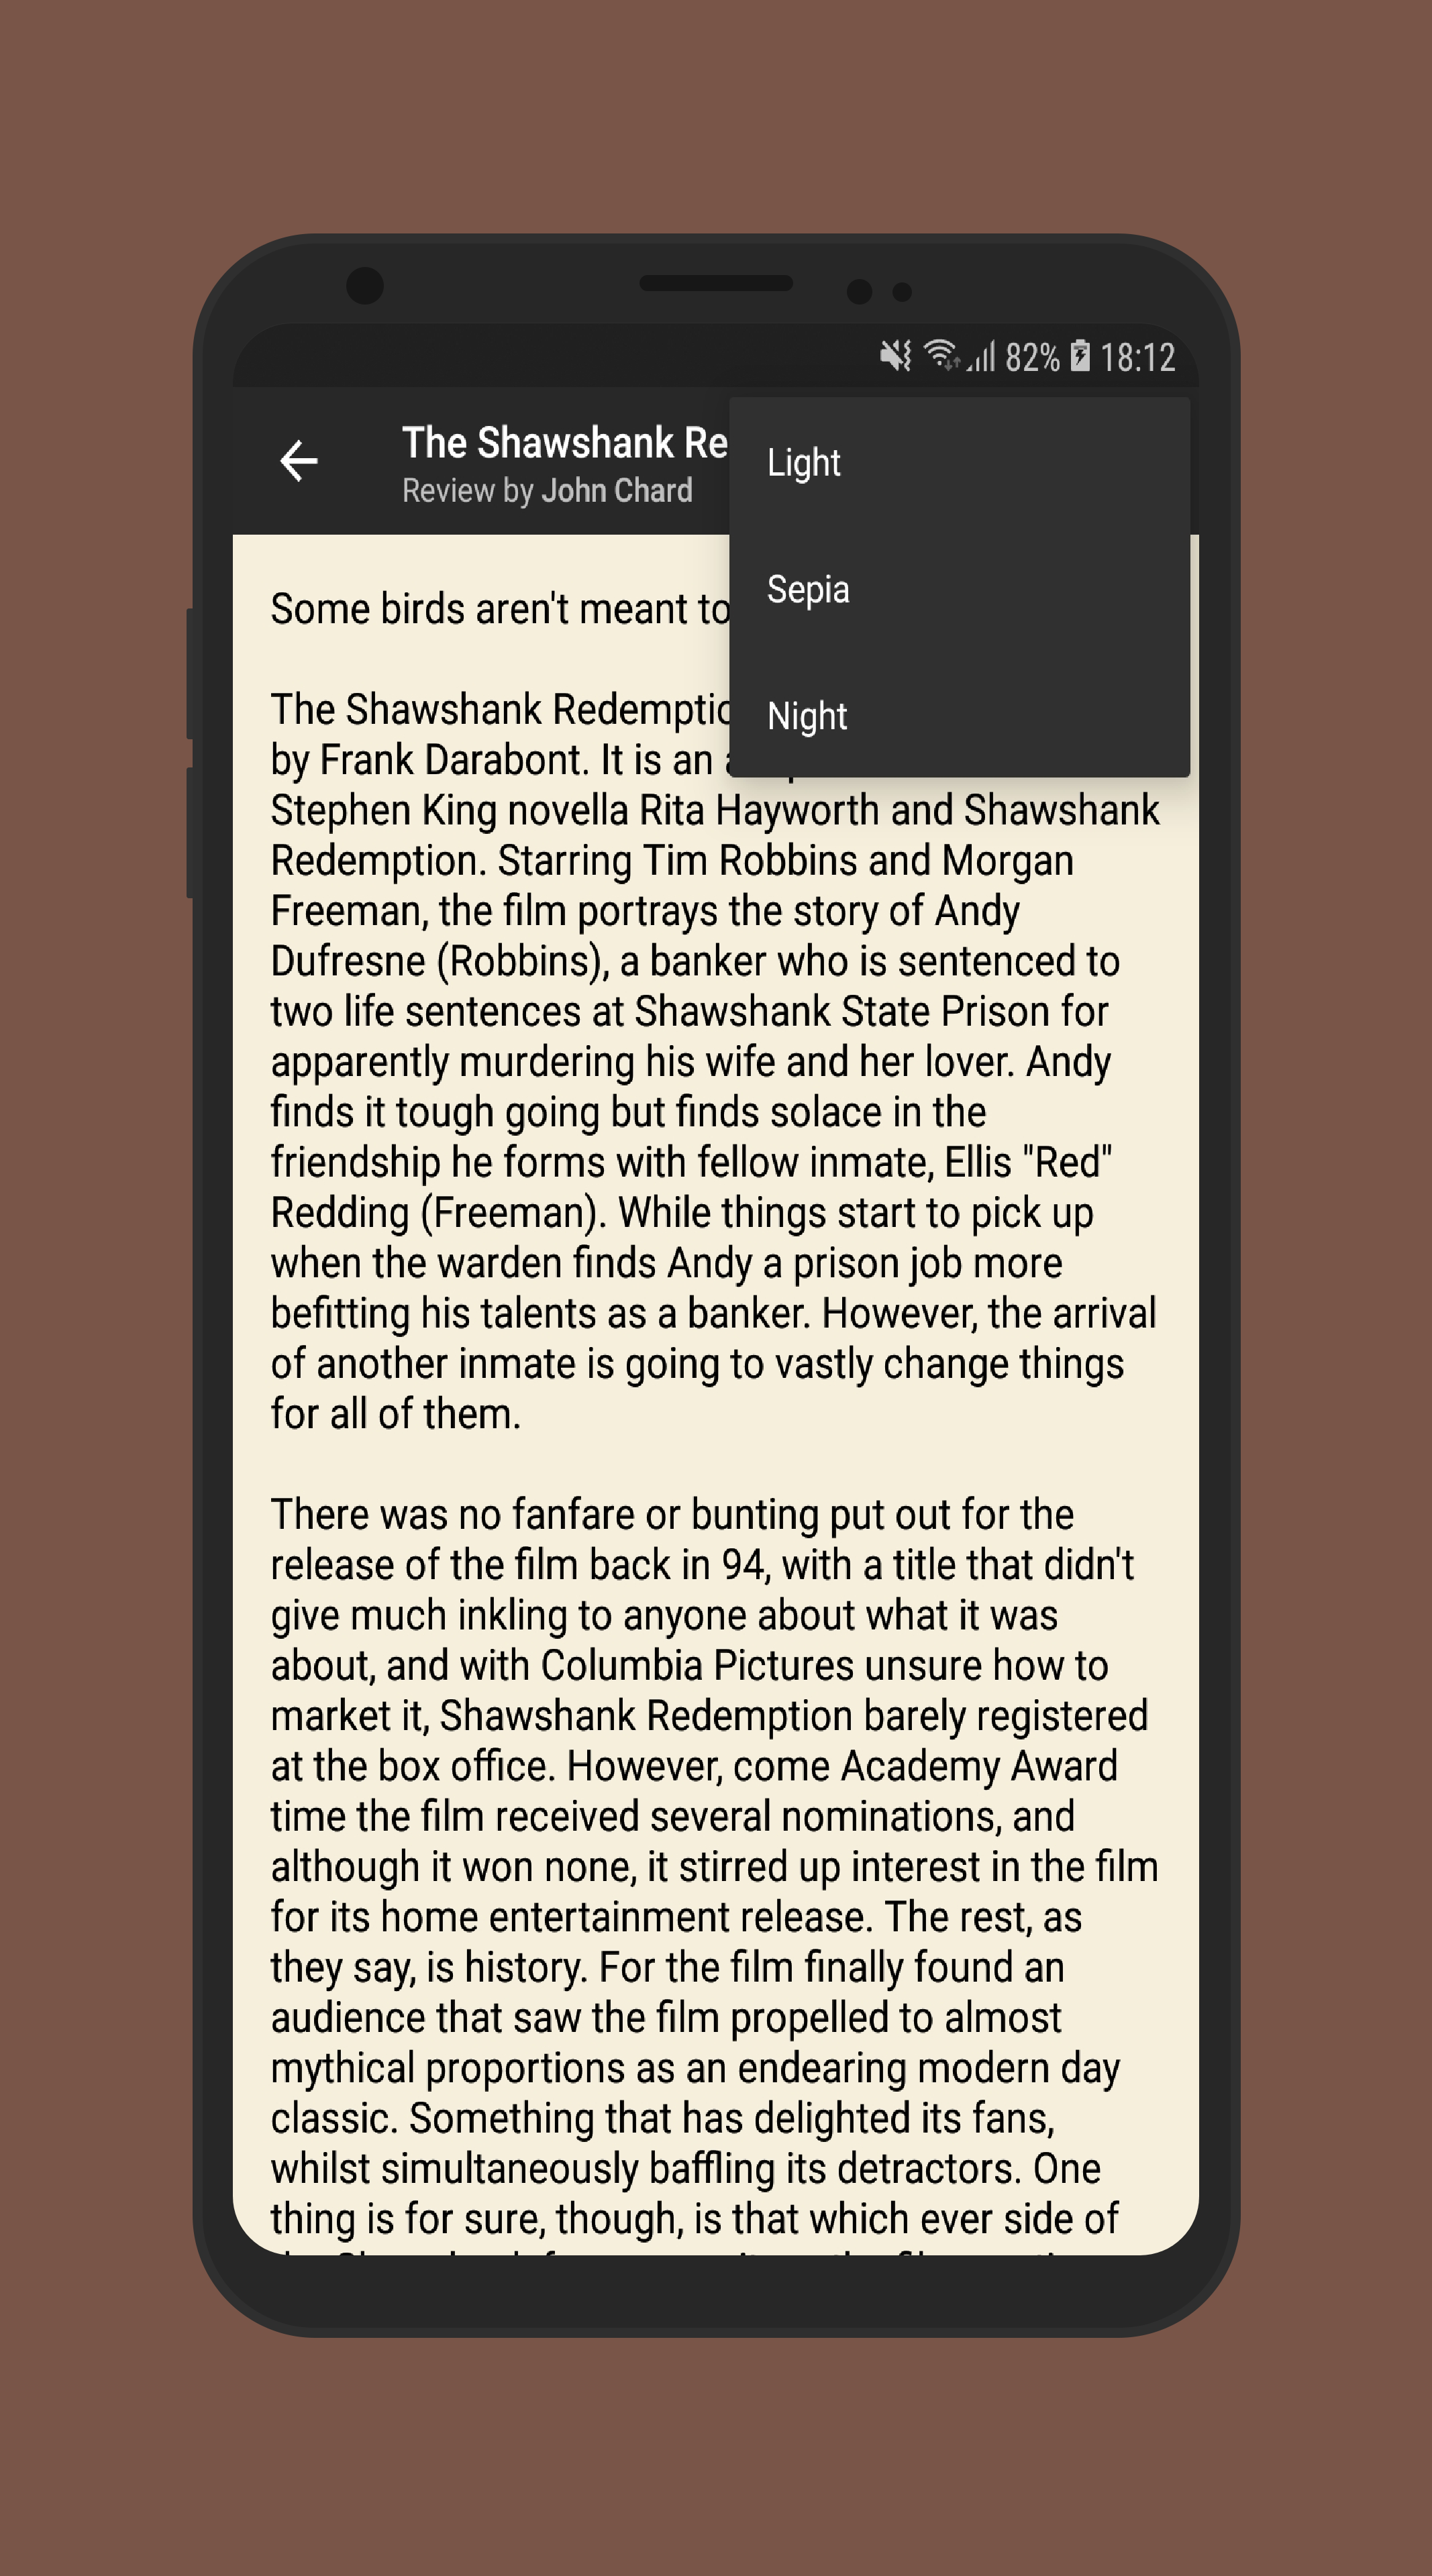 82% 18:12
The Shawshank Re
Review by John Chard
Light
Sepia
Night
Some birds aren't meant to
The Shawshank
by Frank Darabont. It is an
Stephen King novella Rita Hayworth and Shawshank
Redemption. Starring Tim Robbins and Morgan
Freeman, the film portrays the story of Andy
Dufresne (Robbins), a banker who is sentenced to
two life sentences at Shawshank State Prison for
apparently murdering his wife and her lover. Andy
finds it tough going but finds solace in the
friendship he forms with fellow inmate, Ellis "Red"
Redding (Freeman). While things start to pick up
when the warden finds Andy a prison job more
befitting his talents as a banker. However, the arrival
of another inmate is going to vastly change things
for all of them.
There was no fanfare or bunting put out for the
release of the film back in 94, with a title that didn't
give much inkling to anyone about what it was
about, and with Columbia Pictures unsure how to
market it, Shawshank Redemption barely registered
at the box office. However, come Academy Award
time the film received several nominations, and
although it won none, it stirred up interest in the film
for its home entertainment release. The rest, as
they say, is history. For the film finally found an
audience that saw the film propelled to almost
mythical proportions as an endearing modern day
classic. Something that has delighted its fans,
whilst simultaneously baffling its detractors. One
thing is for sure, though, is that which ever side of